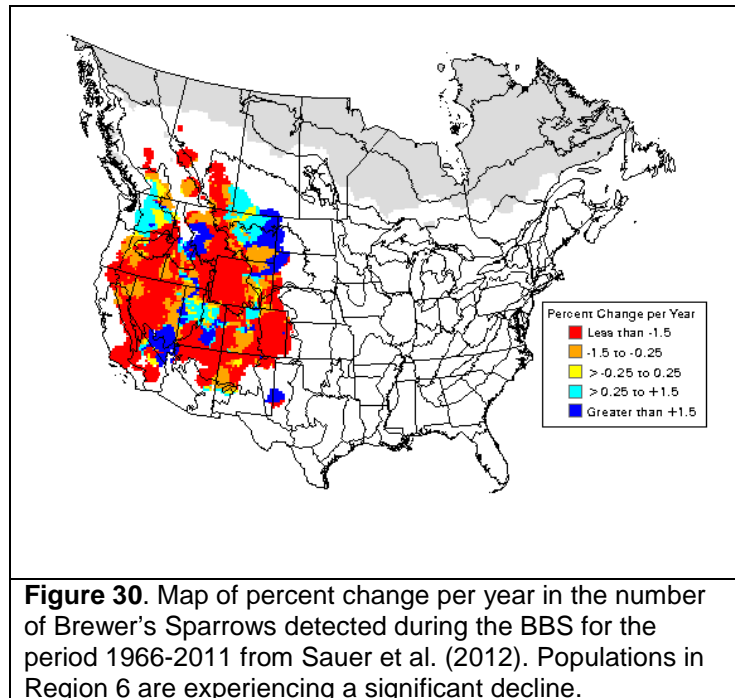 Percent Change per Year
Less than -1.5
-1.5 to -0.25
> -0.25 to 0.25
> 0.25 to +1.5
Greater than +1.5
Figure 30. Map of percent change per year in the number
of Brewer's Sparrows detected during the BBS for the
period 1966-2011 from Sauer et al. (2012). Populations in
Region 6 are experiencing a significant decline.